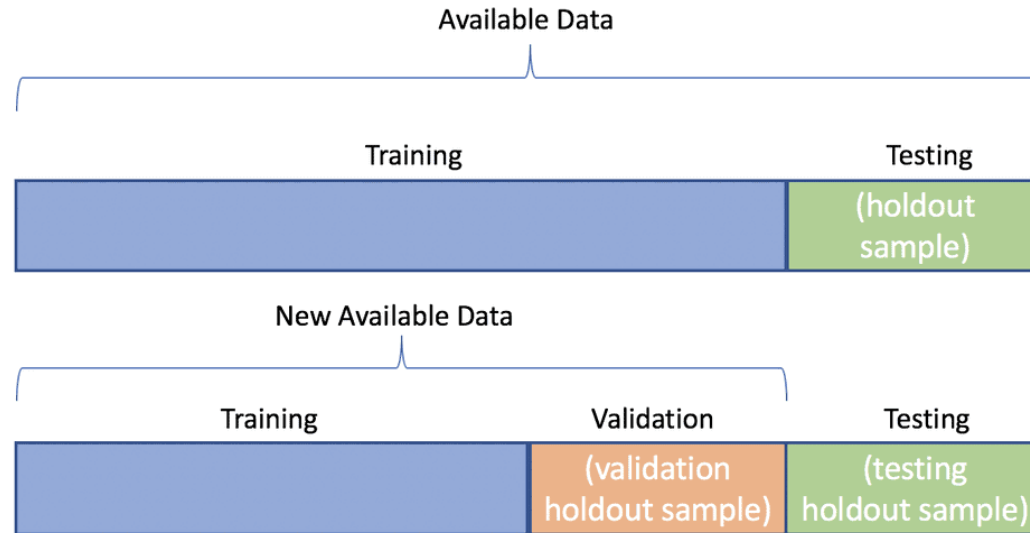 Available Data
Training
Testing
(holdout
sample)
New Available Data
Training
Validation
Testing
(validation
holdout sample)
(testing
holdout sample)